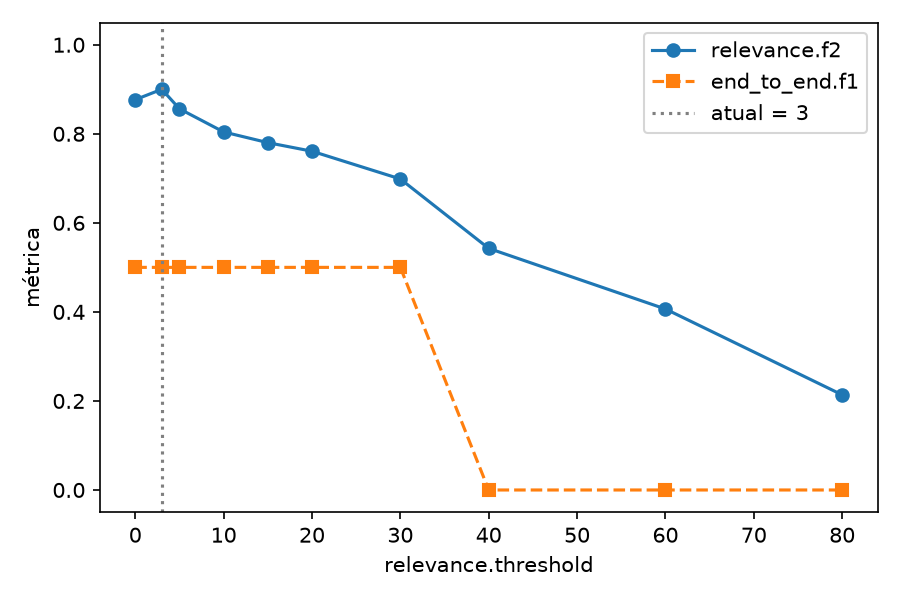 relevance.f2
end_to_end.f1
atual = 3
métrica
1.0
0.8
0.6
0.4
0.2
0.0
0 10 20 30 40 50 60 70 80
relevance.threshold